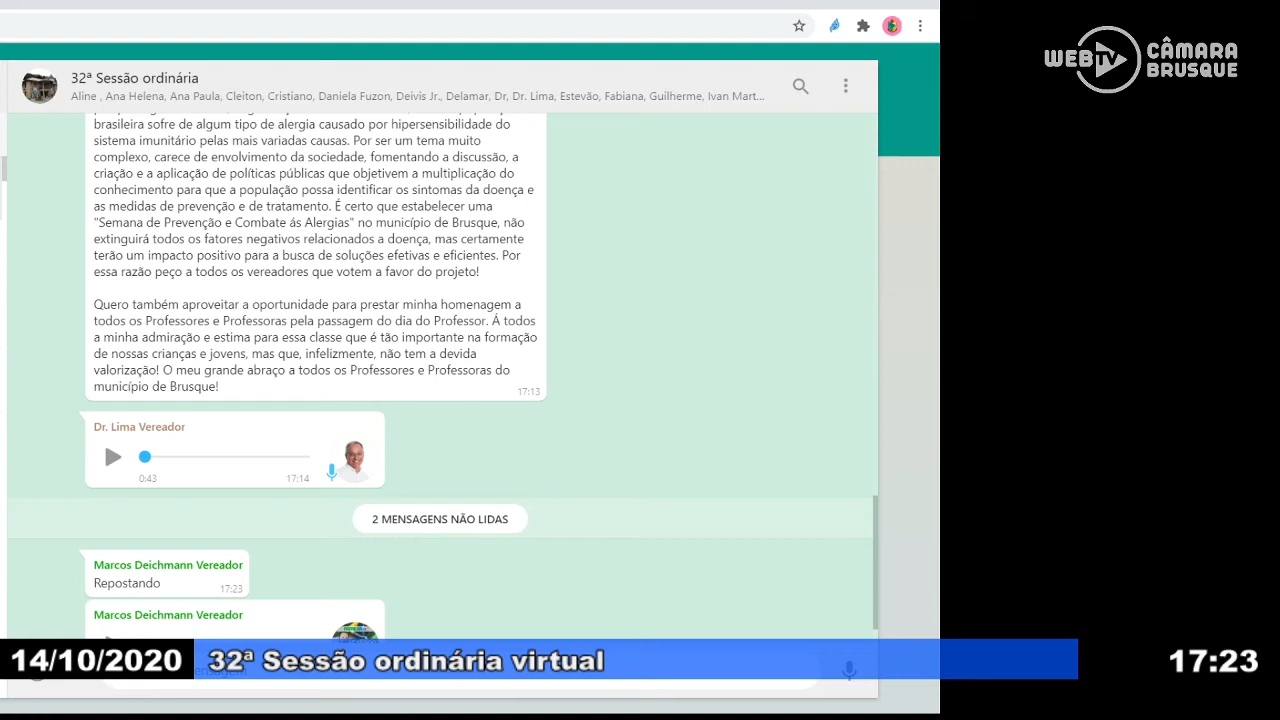 WEBTV CÂMARA BRUSQUE
32ª Sessão ordinária
Aline , Ana Helena, Ana Paula, Cleiton, Cristiano, Daniela Fuzon, Deivis Jr., Delamar, Dr, Dr. Lima, Estevão, Fabiana, Guilherme, Ivan Mart...
brasileira sofre de algum tipo de alergia causado por hipersensibilidade do
sistema imunitário pelas mais variadas causas. Por ser um tema muito
complexo, carece de envolvimento da sociedade, fomentando a discussão, a
criação e a aplicação de políticas públicas que objetivem a multiplicação do
conhecimento para que a população possa identificar os sintomas da doença e
as medidas de prevenção e de tratamento. É certo que estabelecer uma
"Semana de Prevenção e Combate ás Alergias" no município de Brusque, não
extinguirá todos os fatores negativos relacionados a doença, mas certamente
terão um impacto positivo para a busca de soluções efetivas e eficientes. Por
essa razão peço a todos os vereadores que votem a favor do projeto!
Quero também aproveitar a oportunidade para prestar minha homenagem a
todos os Professores e Professoras pela passagem do dia do Professor. Á todos
a minha admiração e estima para essa classe que é tão importante na formação
de nossas crianças e jovens, mas que, infelizmente, não tem a devida
valorização! O meu grande abraço a todos os Professores e Professoras do
município de Brusque!
17:13
Dr. Lima Vereador
0:43 17:14
2 MENSAGENS NÃO LIDAS
Marcos Deichmann Vereador
Repostando
17:23
Marcos Deichmann Vereador
14/10/2020 32ª Sessão ordinária virtual 17:23